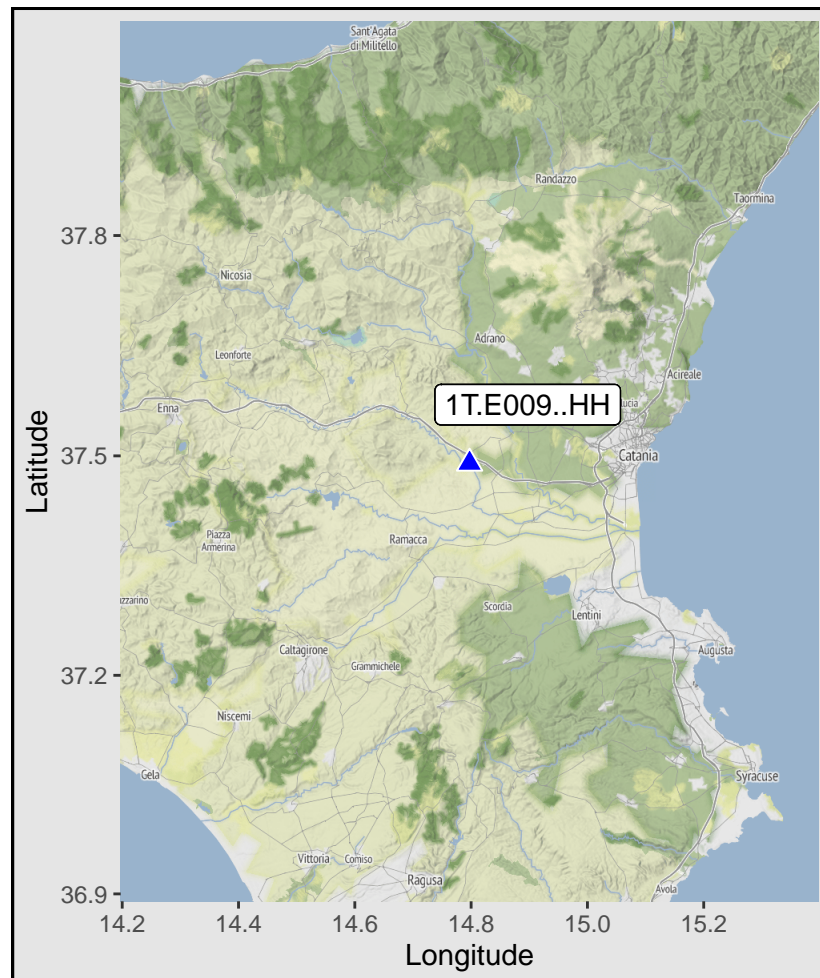 Sant'Agata
di Militello
Randazzo
Taormina
37.8
Nicosia
Adrano
Leonforte
Acireale
1T.E009..HH
Enna
37.5
Catania
Latitude
Piazza
Armerina
Ramacca
Scordia
Lentini
Caltagirone
Augusta
Grammichele
37.2
Niscemi
Gela
Syracuse
Vittoria
Comiso
Ragusa
Avola
36.9
14.2
14.4
14.6
14.8
15.0
15.2
Longitude